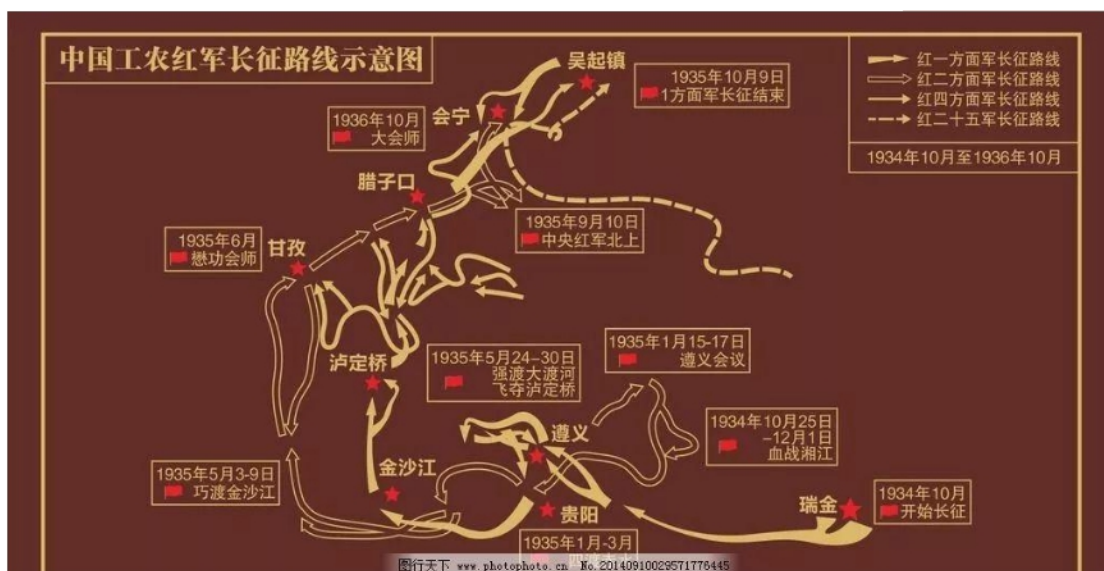 中国工农红军长征路线示意图
吴起镇
1935年10月9日
1方面军长征结束
红一方面军长征路线
红二方面军长征路线
红四方面军长征路线
红二十五军长征路线
1934年10月至1936年10月
会宁
1936年10月
大会师
腊子口
1935年9月10日
中央红军北上
1935年6月
懋功会师
甘孜
泸定桥
1935年5月24-30日
强渡大渡河
飞夺泸定桥
1935年1月15-17日
遵义会议
1934年10月25日
-12月1日
血战湘江
遵义
金沙江
1935年5月3-9日
巧渡金沙江
贵阳
瑞金
1934年10月
开始长征
1935年1月-3月
四渡赤水
图行天下 www.photophoto.cn No.20140910029571776445